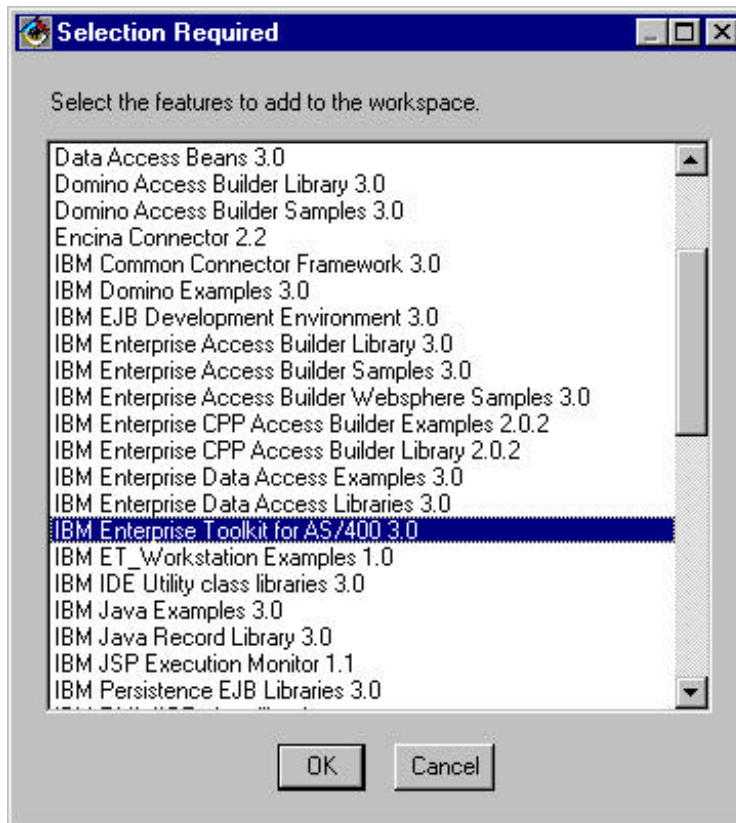 Selection Required
Select the features to add to the workspace.
Data Access Beans 3.0
Domino Access Builder Library 3.0
Domino Access Builder Samples 3.0
Encina Connector 2.2
IBM Common Connector Framework 3.0
IBM Domino Examples 3.0
IBM EJB Development Environment 3.0
IBM Enterprise Access Builder Library 3.0
IBM Enterprise Access Builder Samples 3.0
IBM Enterprise Access Builder Websphere Samples 3.0
IBM Enterprise CPP Access Builder Examples 2.0.2
IBM Enterprise CPP Access Builder Library 2.0.2
IBM Enterprise Data Access Examples 3.0
IBM Enterprise Data Access Libraries 3.0
IBM Enterprise Toolkit for AS/400 3.0
IBM ET_Workstation Examples 1.0
IBM IDE Utility class libraries 3.0
IBM Java Examples 3.0
IBM Java Record Library 3.0
IBM JSP Execution Monitor 1.1
IBM Persistence EJB Libraries 3.0
OK Cancel